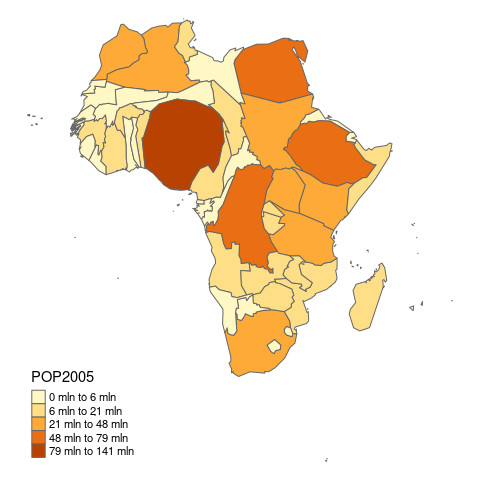 POP2005
0 mln to 6 mln
6 mln to 21 mln
21 mln to 48 mln
48 mln to 79 mln
79 mln to 141 mln